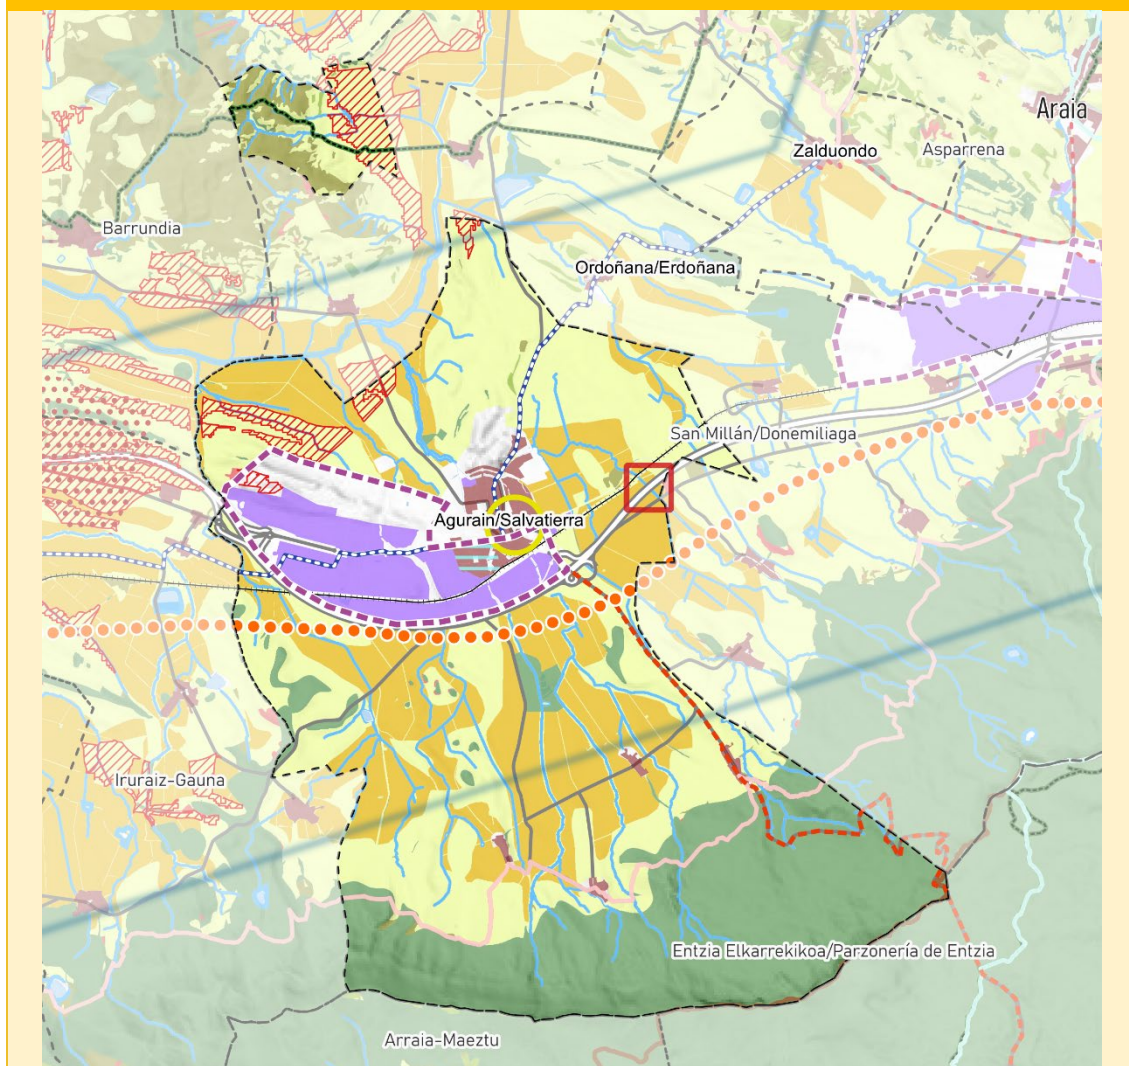 Araia
Zalduondo
Asparrena
Barrundia
Ordoñana/Erdoñana
San Millán/Donemiliaga
Agurain/Salvatierra
Iruraiz-Gauna
Entzia Elkarrekikoa/Parzonería de Entzia
Arraia-Maeztu